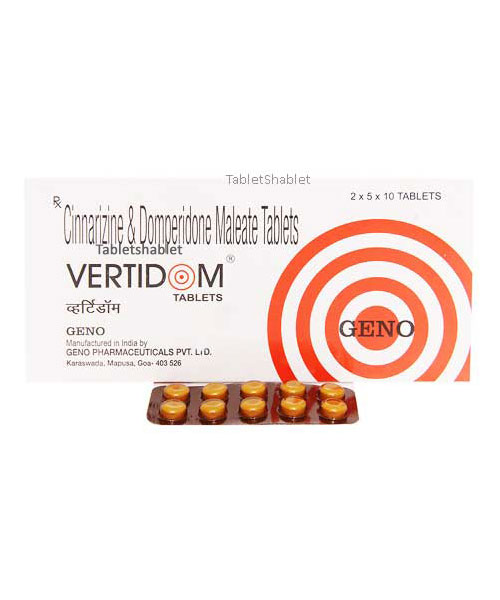 TabletShablet
2 x 5 x 10 TABLETS
Rx
Cinnarizine & Domperidone Maleate Tablets
Tabletshablet
VERTIDOM®
TABLETS
व्हर्टिडॉम
GENO
Manufactured in India by
GENO PHARMACEUTICALS PVT. LTD.
Karaswada, Mapusa, Goa- 403 526
GENO